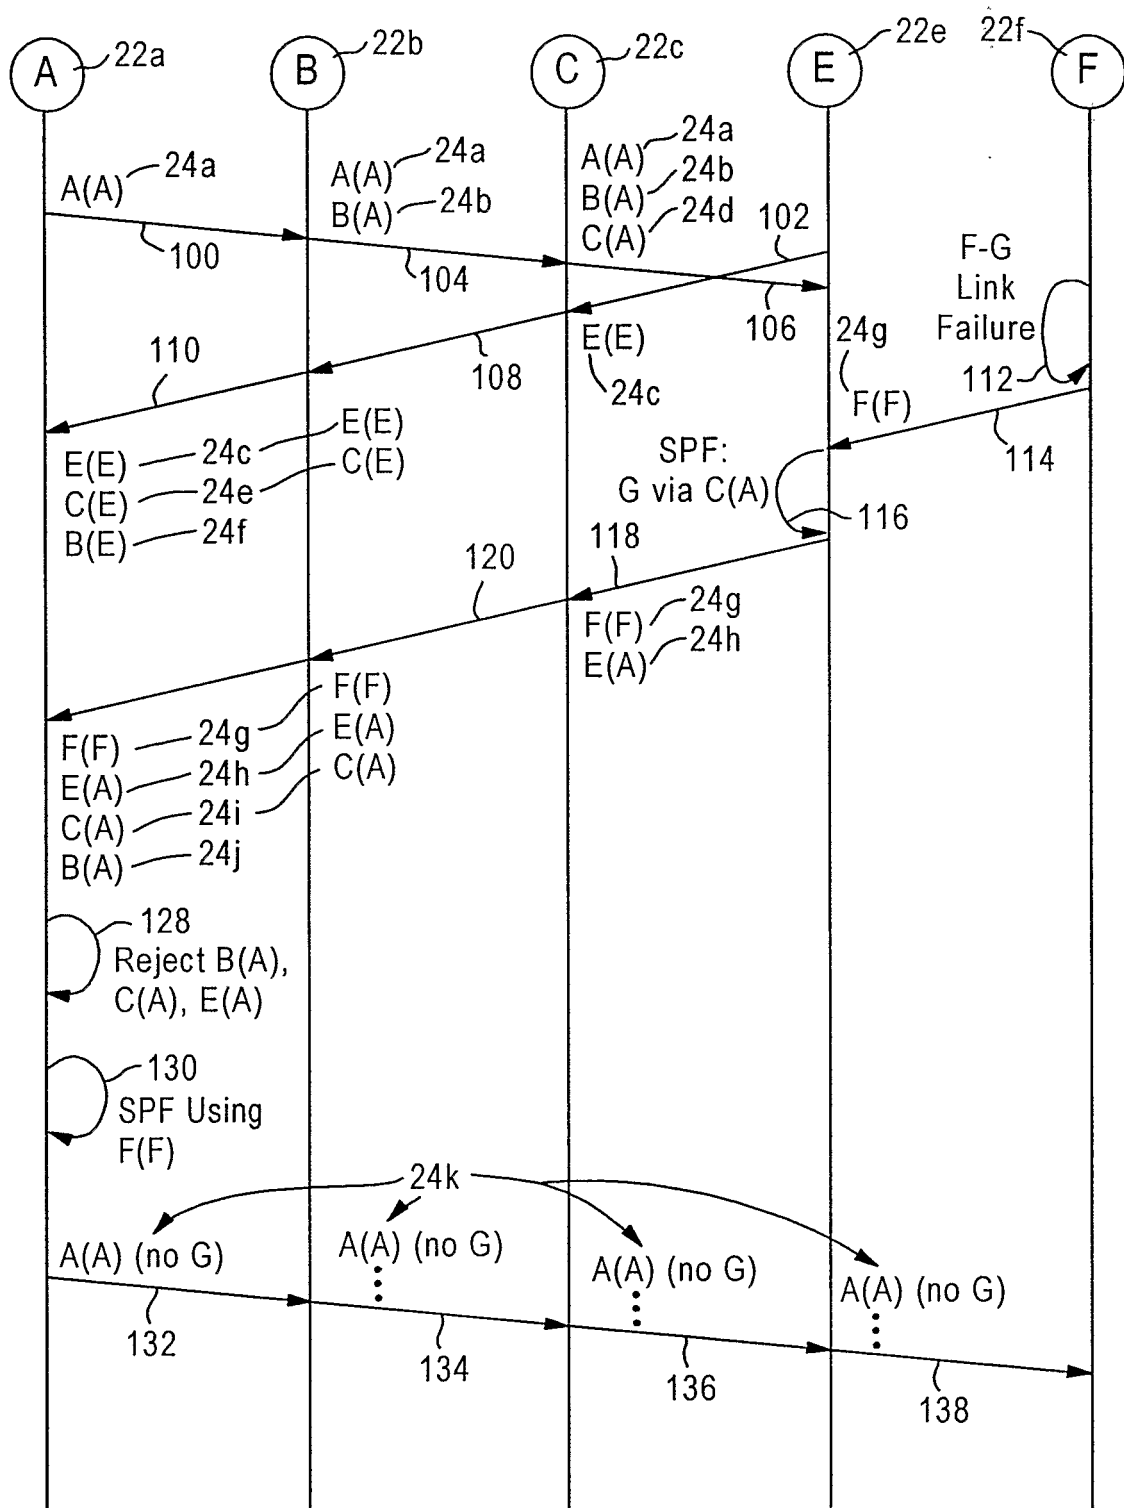 A
22a
B
22b
C
22c
E
22e
22f
F
A(A)
24a
A(A)
24a
B(A)
24b
A(A)
24a
B(A)
24b
C(A)
24d
100
104
102
106
F-G
Link
Failure
112
110
108
E(E)
24c
24g
F(F)
114
E(E)
24c
E(E)
C(E)
24e
C(E)
B(E)
24f
SPF:
G via C(A)
116
120
118
F(F)
24g
E(A)
24h
F(F)
24g
F(F)
E(A)
24h
E(A)
C(A)
24i
C(A)
B(A)
24j
128
Reject B(A),
C(A), E(A)
130
SPF Using
F(F)
24k
A(A) (no G)
A(A) (no G)
A(A) (no G)
A(A) (no G)
132
134
136
138